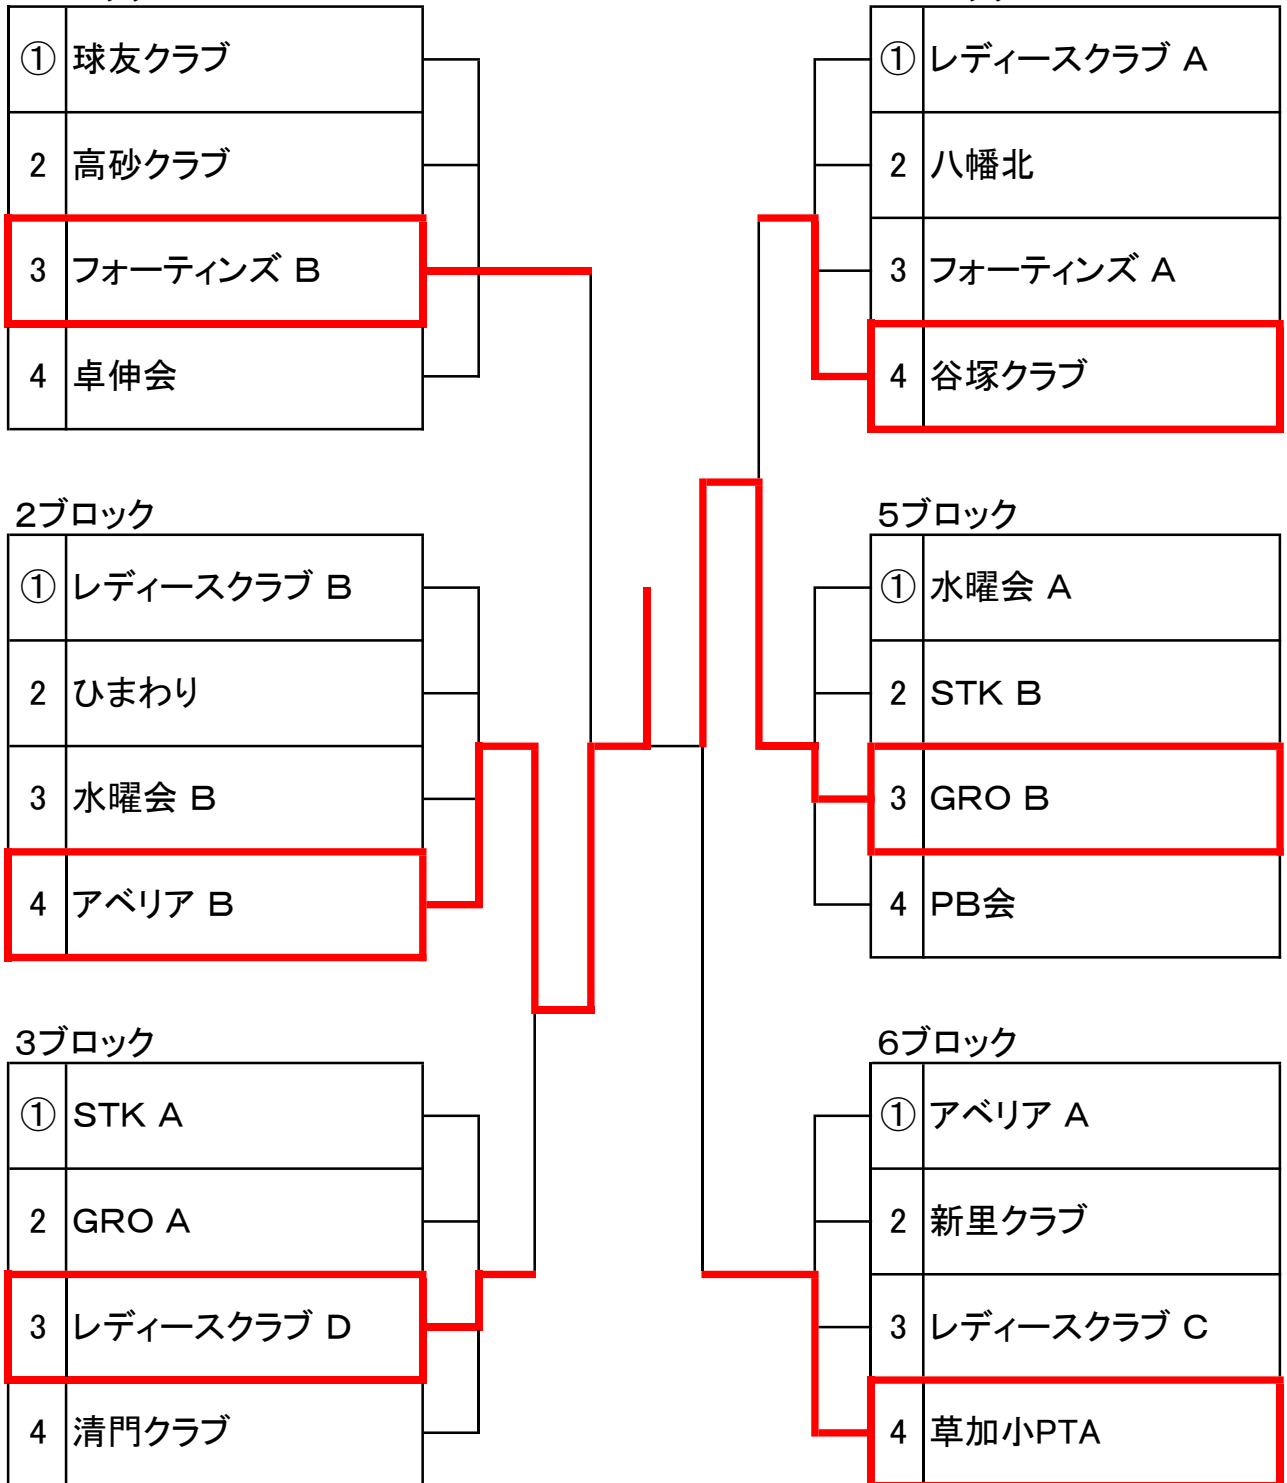 ① 球友クラブ
2 高砂クラブ
3 フォーティンズ B
4 卓伸会
2ブロック
① レディースクラブ B
2 ひまわり
3 水曜会 B
4 アベリア B
3ブロック
① STK A
2 GRO A
3 レディースクラブ D
4 清門クラブ
① レディースクラブ A
2 八幡北
3 フォーティンズ A
4 谷塚クラブ
5ブロック
① 水曜会 A
2 STK B
3 GRO B
4 PB会
6ブロック
① アベリア A
2 新里クラブ
3 レディースクラブ C
4 草加小PTA